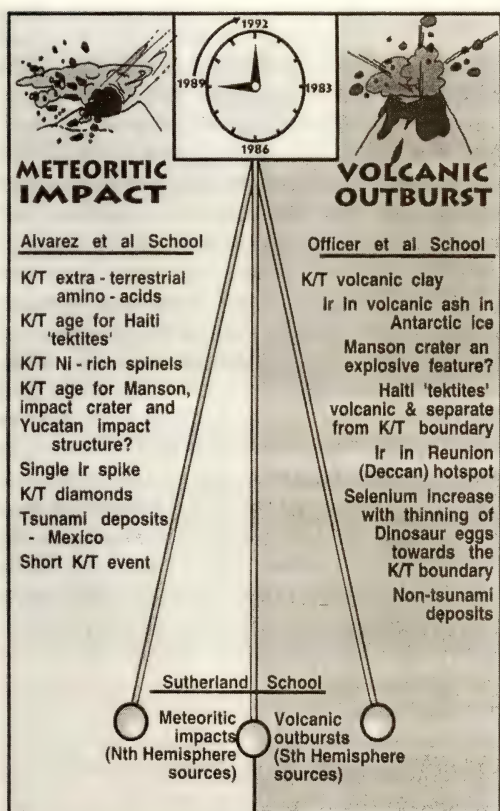 1992
1989
1983
1986
METEORITIC
IMPACT
VOLCANIC
OUTBURST
Alvarez et al School
K/T extra - terrestrial
amino - acids
K/T age for Haiti
'tektites'
K/T Ni - rich spinels
K/T age for Manson,
impact crater and
Yucatan impact
structure?
Single Ir spike
K/T diamonds
Tsunami deposits
- Mexico
Short K/T event
Officer et al School
K/T volcanic clay
Ir in volcanic ash in
Antarctic ice
Manson crater an
explosive feature?
Haiti 'tektites'
volcanic & separate
from K/T boundary
Ir in Reunion
(Deccan) hotspot
Selenium increase
with thinning of
Dinosaur eggs
towards the
K/T boundary
Non-tsunami
deposits
Sutherland School
Meteoritic
impacts
(Nth Hemisphere
sources)
Volcanic
outbursts
(Sth Hemisphere
sources)